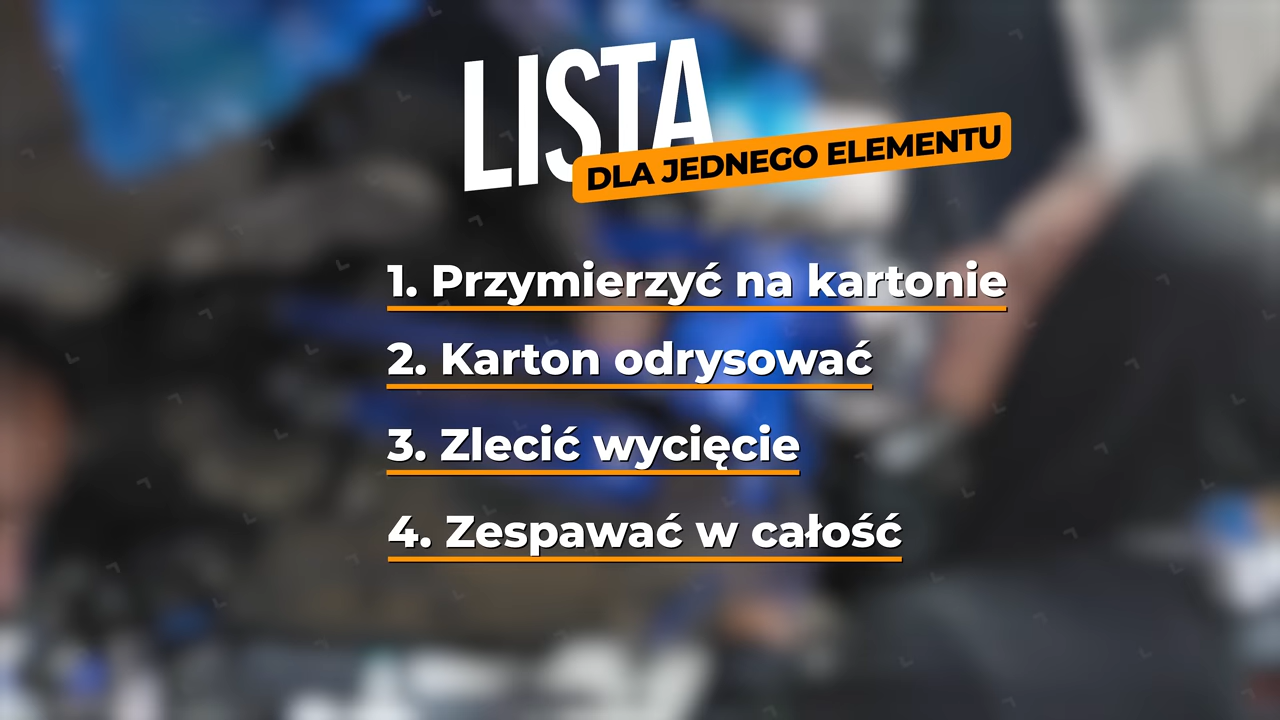 LISTA
DLA JEDNEGO ELEMENTU
1. Przymierzyć na kartonie
2. Karton odrysować
3. Zlecić wycięcie
4. Zespawać w całość